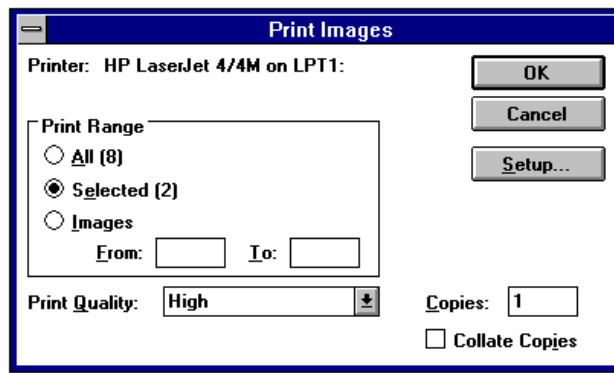 Print Images
Printer: HP LaserJet 4/4M on LPT1:
OK
Cancel
Setup...
Print Range
All (8)
Selected (2)
Images
From: To:
Print Quality: High
Copies: 1
Collate Copies